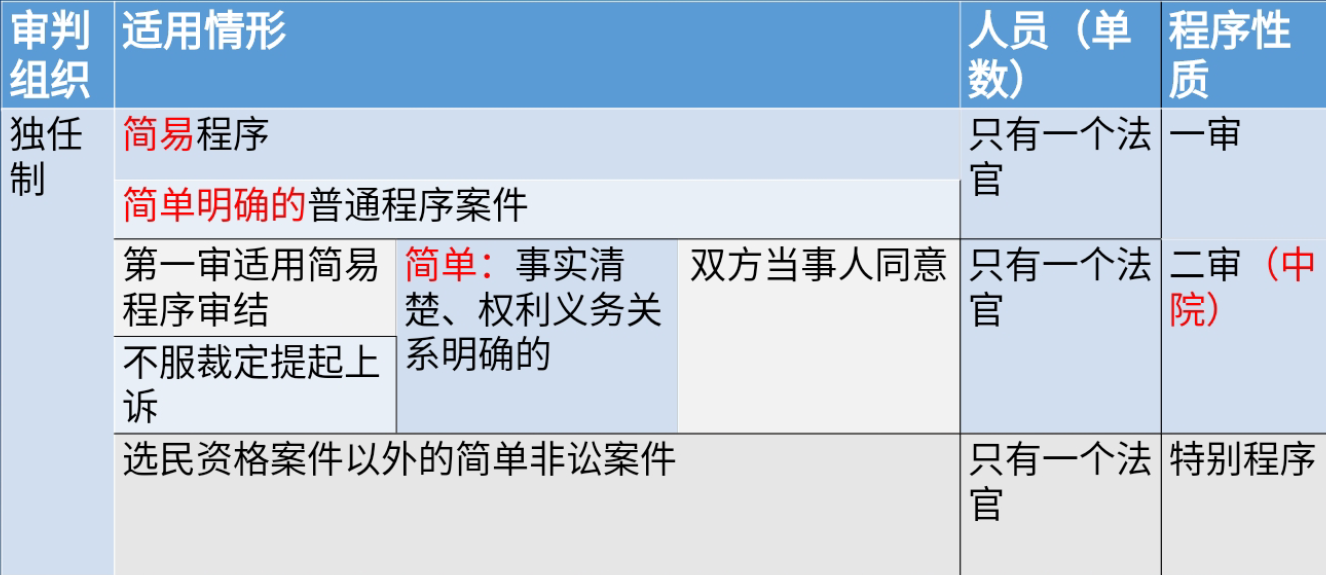 审判
组织
适用情形
人员（单
数）
程序性
质
独任
制
简易程序
只有一个法
官
一审
简单明确的普通程序案件
第一审适用简易
程序审结
简单：事实清
楚、权利义务关
系明确的
双方当事人同意
只有一个法
官
二审（中
院）
不服裁定提起上
诉
选民资格案件以外的简单非讼案件
只有一个法
官
特别程序